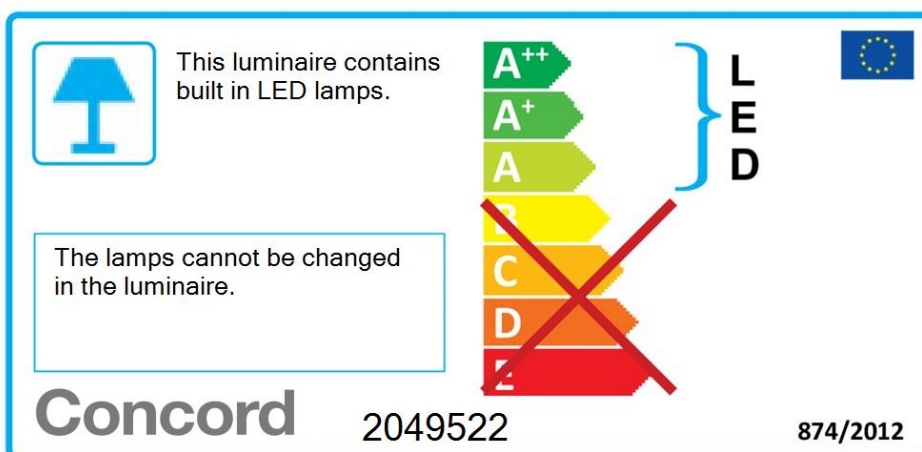 This luminaire contains
built in LED lamps.
A++
A+
A
B
C
D
E
L
E
D
The lamps cannot be changed
in the luminaire.
Concord
2049522
874/2012